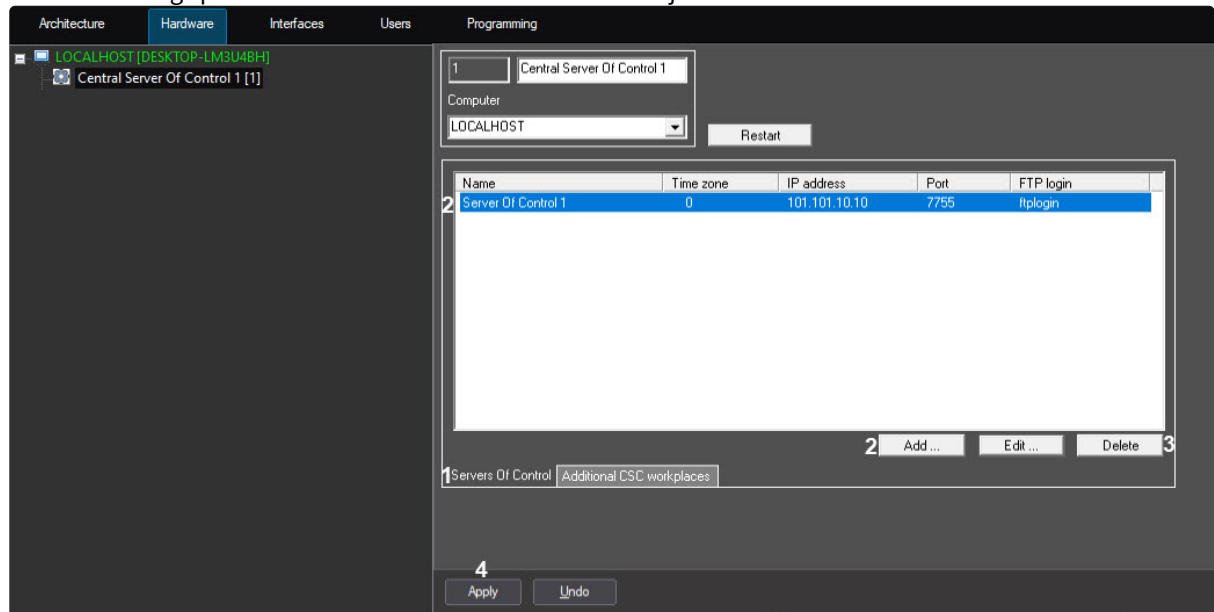 Architecture Hardware Interfaces Users Programming
LOCALHOST [DESKTOP-LM3U4BH]
Central Server Of Control 1 [1]
1 Central Server Of Control 1
Computer
LOCALHOST
Restart
Name Time zone IP address Port FTP login
2 Server Of Control 1 0 101.101.10.10 7755 ftplogin
2 Add ... Edit ... Delete 3
1 Servers Of Control Additional CSC workplaces
4
Apply Undo